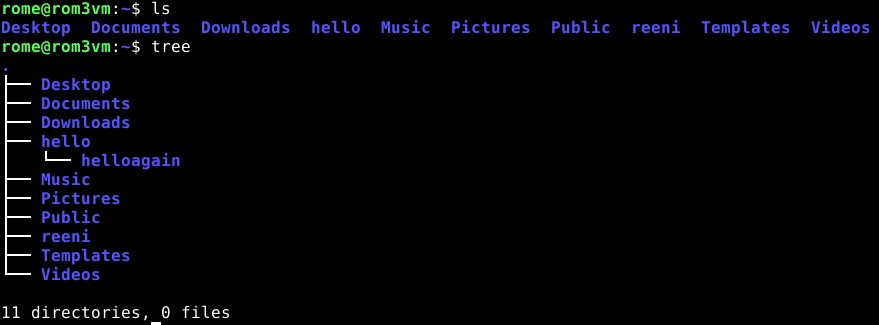 rome@rom3vm:~$ ls
Desktop  Documents  Downloads  hello  Music  Pictures  Public  reeni  Templates  Videos
rome@rom3vm:~$ tree
.
├── Desktop
├── Documents
├── Downloads
├── hello
│   └── helloagain
├── Music
├── Pictures
├── Public
├── reeni
├── Templates
└── Videos
11 directories, 0 files